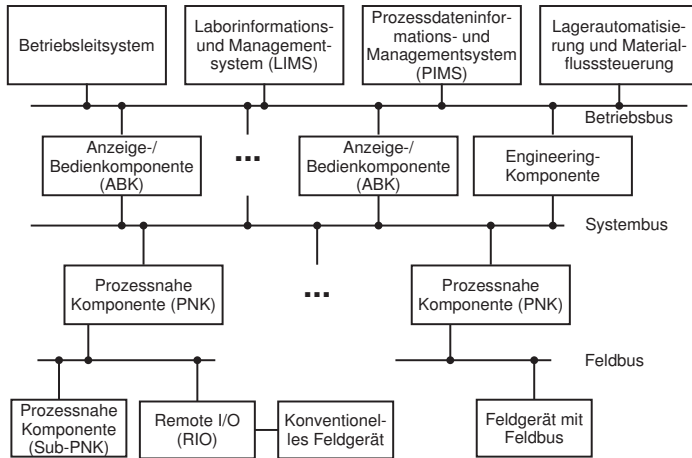 Betriebsleitsystem
Laborinformations-
und Management-
system (LIMS)
Prozessdateninfor-
mations- und
Managementsystem
(PIMS)
Lagerautomatisie-
rung und Material-
flusssteuerung
Betriebsbus
Anzeige-/
Bedienkomponente
(ABK)
...
Anzeige-/
Bedienkomponente
(ABK)
Engineering-
Komponente
Systembus
Prozessnahe
Komponente (PNK)
...
Prozessnahe
Komponente (PNK)
Feldbus
Prozessnahe
Komponente
(Sub-PNK)
Remote I/O
(RIO)
Konventionel-
les Feldgerät
Feldgerät mit
Feldbus